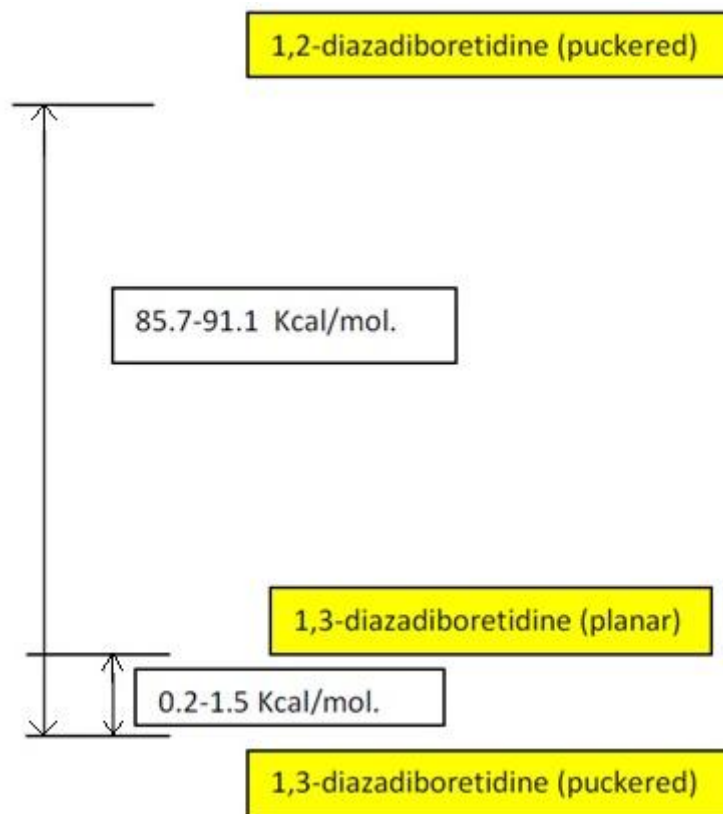 1,2-diazadiboretidine (puckered)
85.7-91.1 Kcal/mol.
1,3-diazadiboretidine (planar)
0.2-1.5 Kcal/mol.
1,3-diazadiboretidine (puckered)